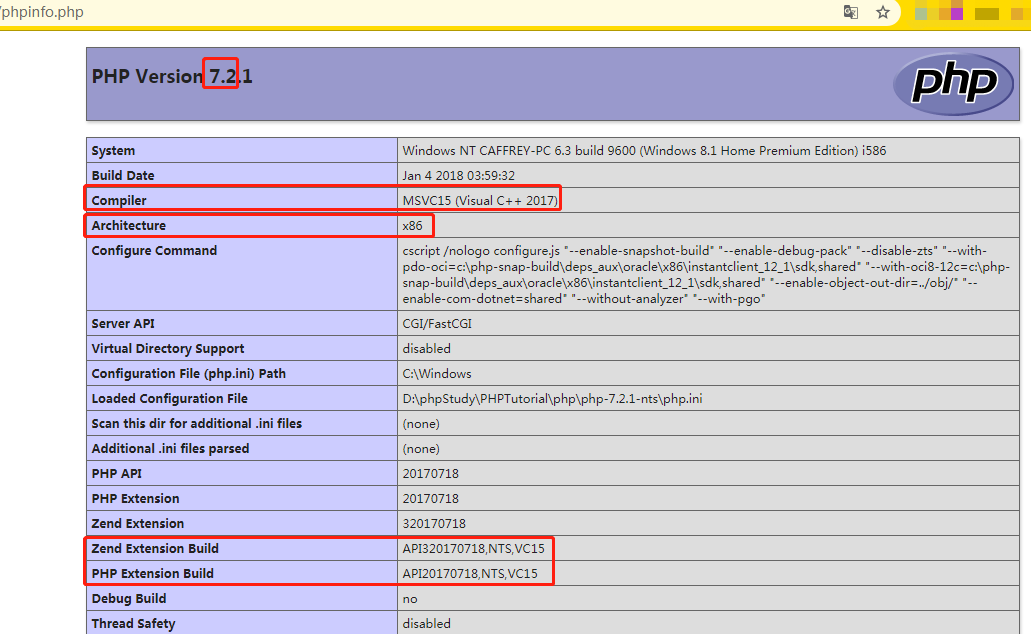 /phpinfo.php
PHP Version 7.2.1
php
System Windows NT CAFFREY-PC 6.3 build 9600 (Windows 8.1 Home Premium Edition) i586
Build Date Jan 4 2018 03:59:32
Compiler MSVC15 (Visual C++ 2017)
Architecture x86
Configure Command cscript /nologo configure.js "--enable-snapshot-build" "--enable-debug-pack" "--disable-zts" "--with-
pdo-oci=c:\php-snap-build\deps_aux\oracle\x86\instantclient_12_1\sdk,shared" "--with-oci8-12c=c:\php-
snap-build\deps_aux\oracle\x86\instantclient_12_1\sdk,shared" "--enable-object-out-dir=../obj/" "--
enable-com-dotnet=shared" "--without-analyzer" "--with-pgo"
Server API CGI/FastCGI
Virtual Directory Support disabled
Configuration File (php.ini) Path C:\Windows
Loaded Configuration File D:\phpStudy\PHPTutorial\php\php-7.2.1-nts\php.ini
Scan this dir for additional .ini files (none)
Additional .ini files parsed (none)
PHP API 20170718
PHP Extension 20170718
Zend Extension 320170718
Zend Extension Build API320170718,NTS,VC15
PHP Extension Build API20170718,NTS,VC15
Debug Build no
Thread Safety disabled